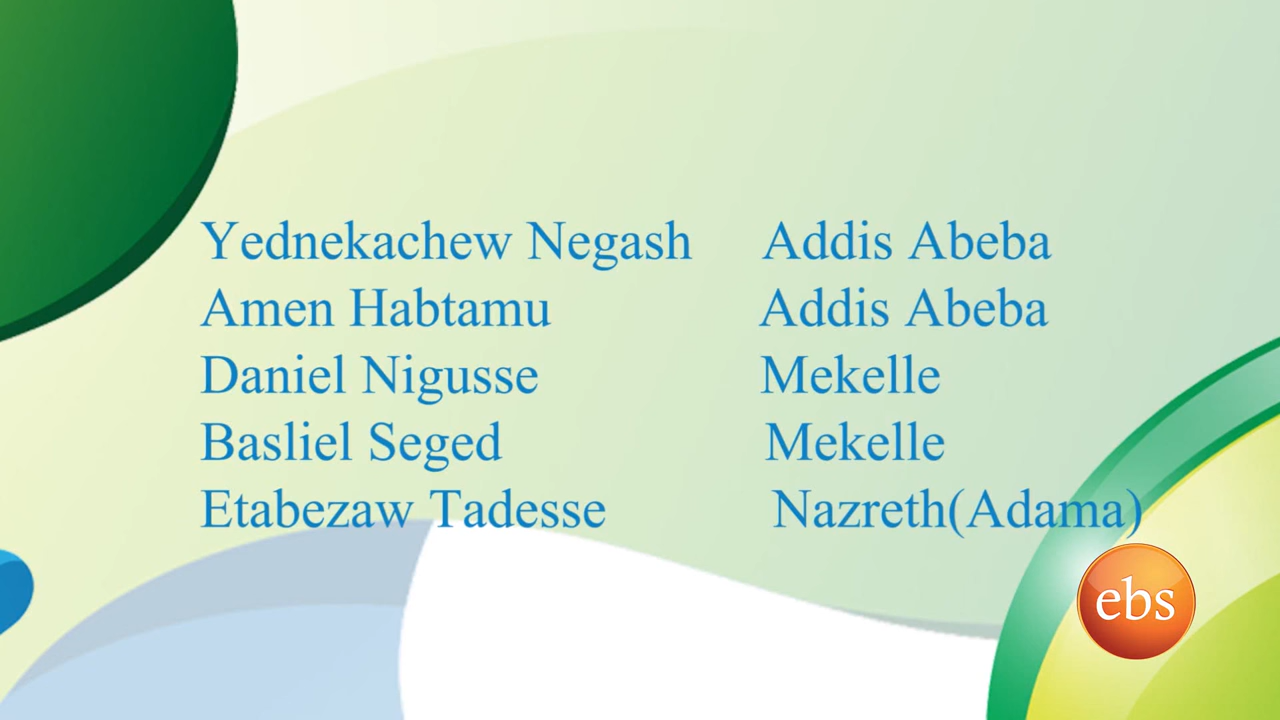 Yednekachew Negash Addis Abeba
Amen Habtamu Addis Abeba
Daniel Nigusse Mekelle
Basliel Seged Mekelle
Etabezaw Tadesse Nazreth(Adama)
ebs